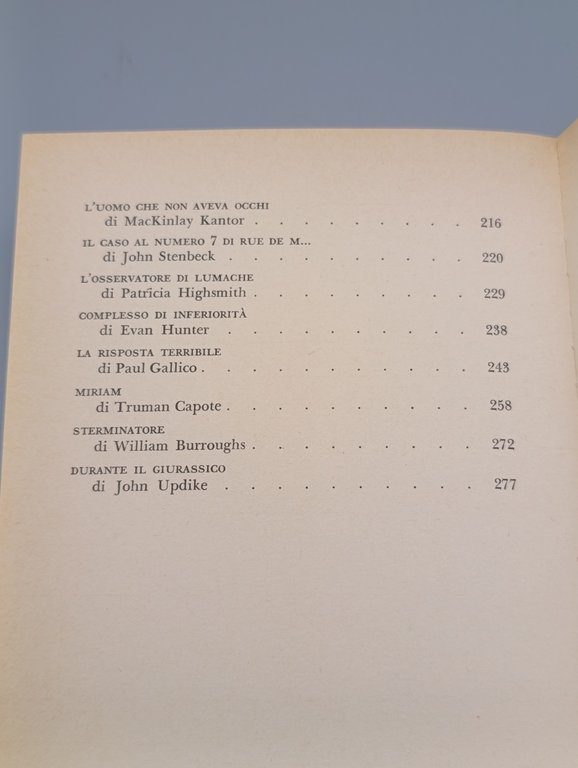 L'UOMO CHE NON AVEVA OCCHI
di MacKinlay Kantor . . . . . . . . . 216
IL CASO AL NUMERO 7 DI RUE DE M...
di John Stenbeck . . . . . . . . . . 220
L'OSSERVATORE DI LUMACHE
di Patricia Highsmith . . . . . . . . . 229
COMPLESSO DI INFERIORITÀ
di Evan Hunter . . . . . . . . . . 238
LA RISPOSTA TERRIBILE
di Paul Gallico . . . . . . . . . . . 243
MIRIAM
di Truman Capote . . . . . . . . . . 258
STERMINATORE
di William Burroughs . . . . . . . . . 272
DURANTE IL GIURASSICO
di John Updike . . . . . . . . . . 277